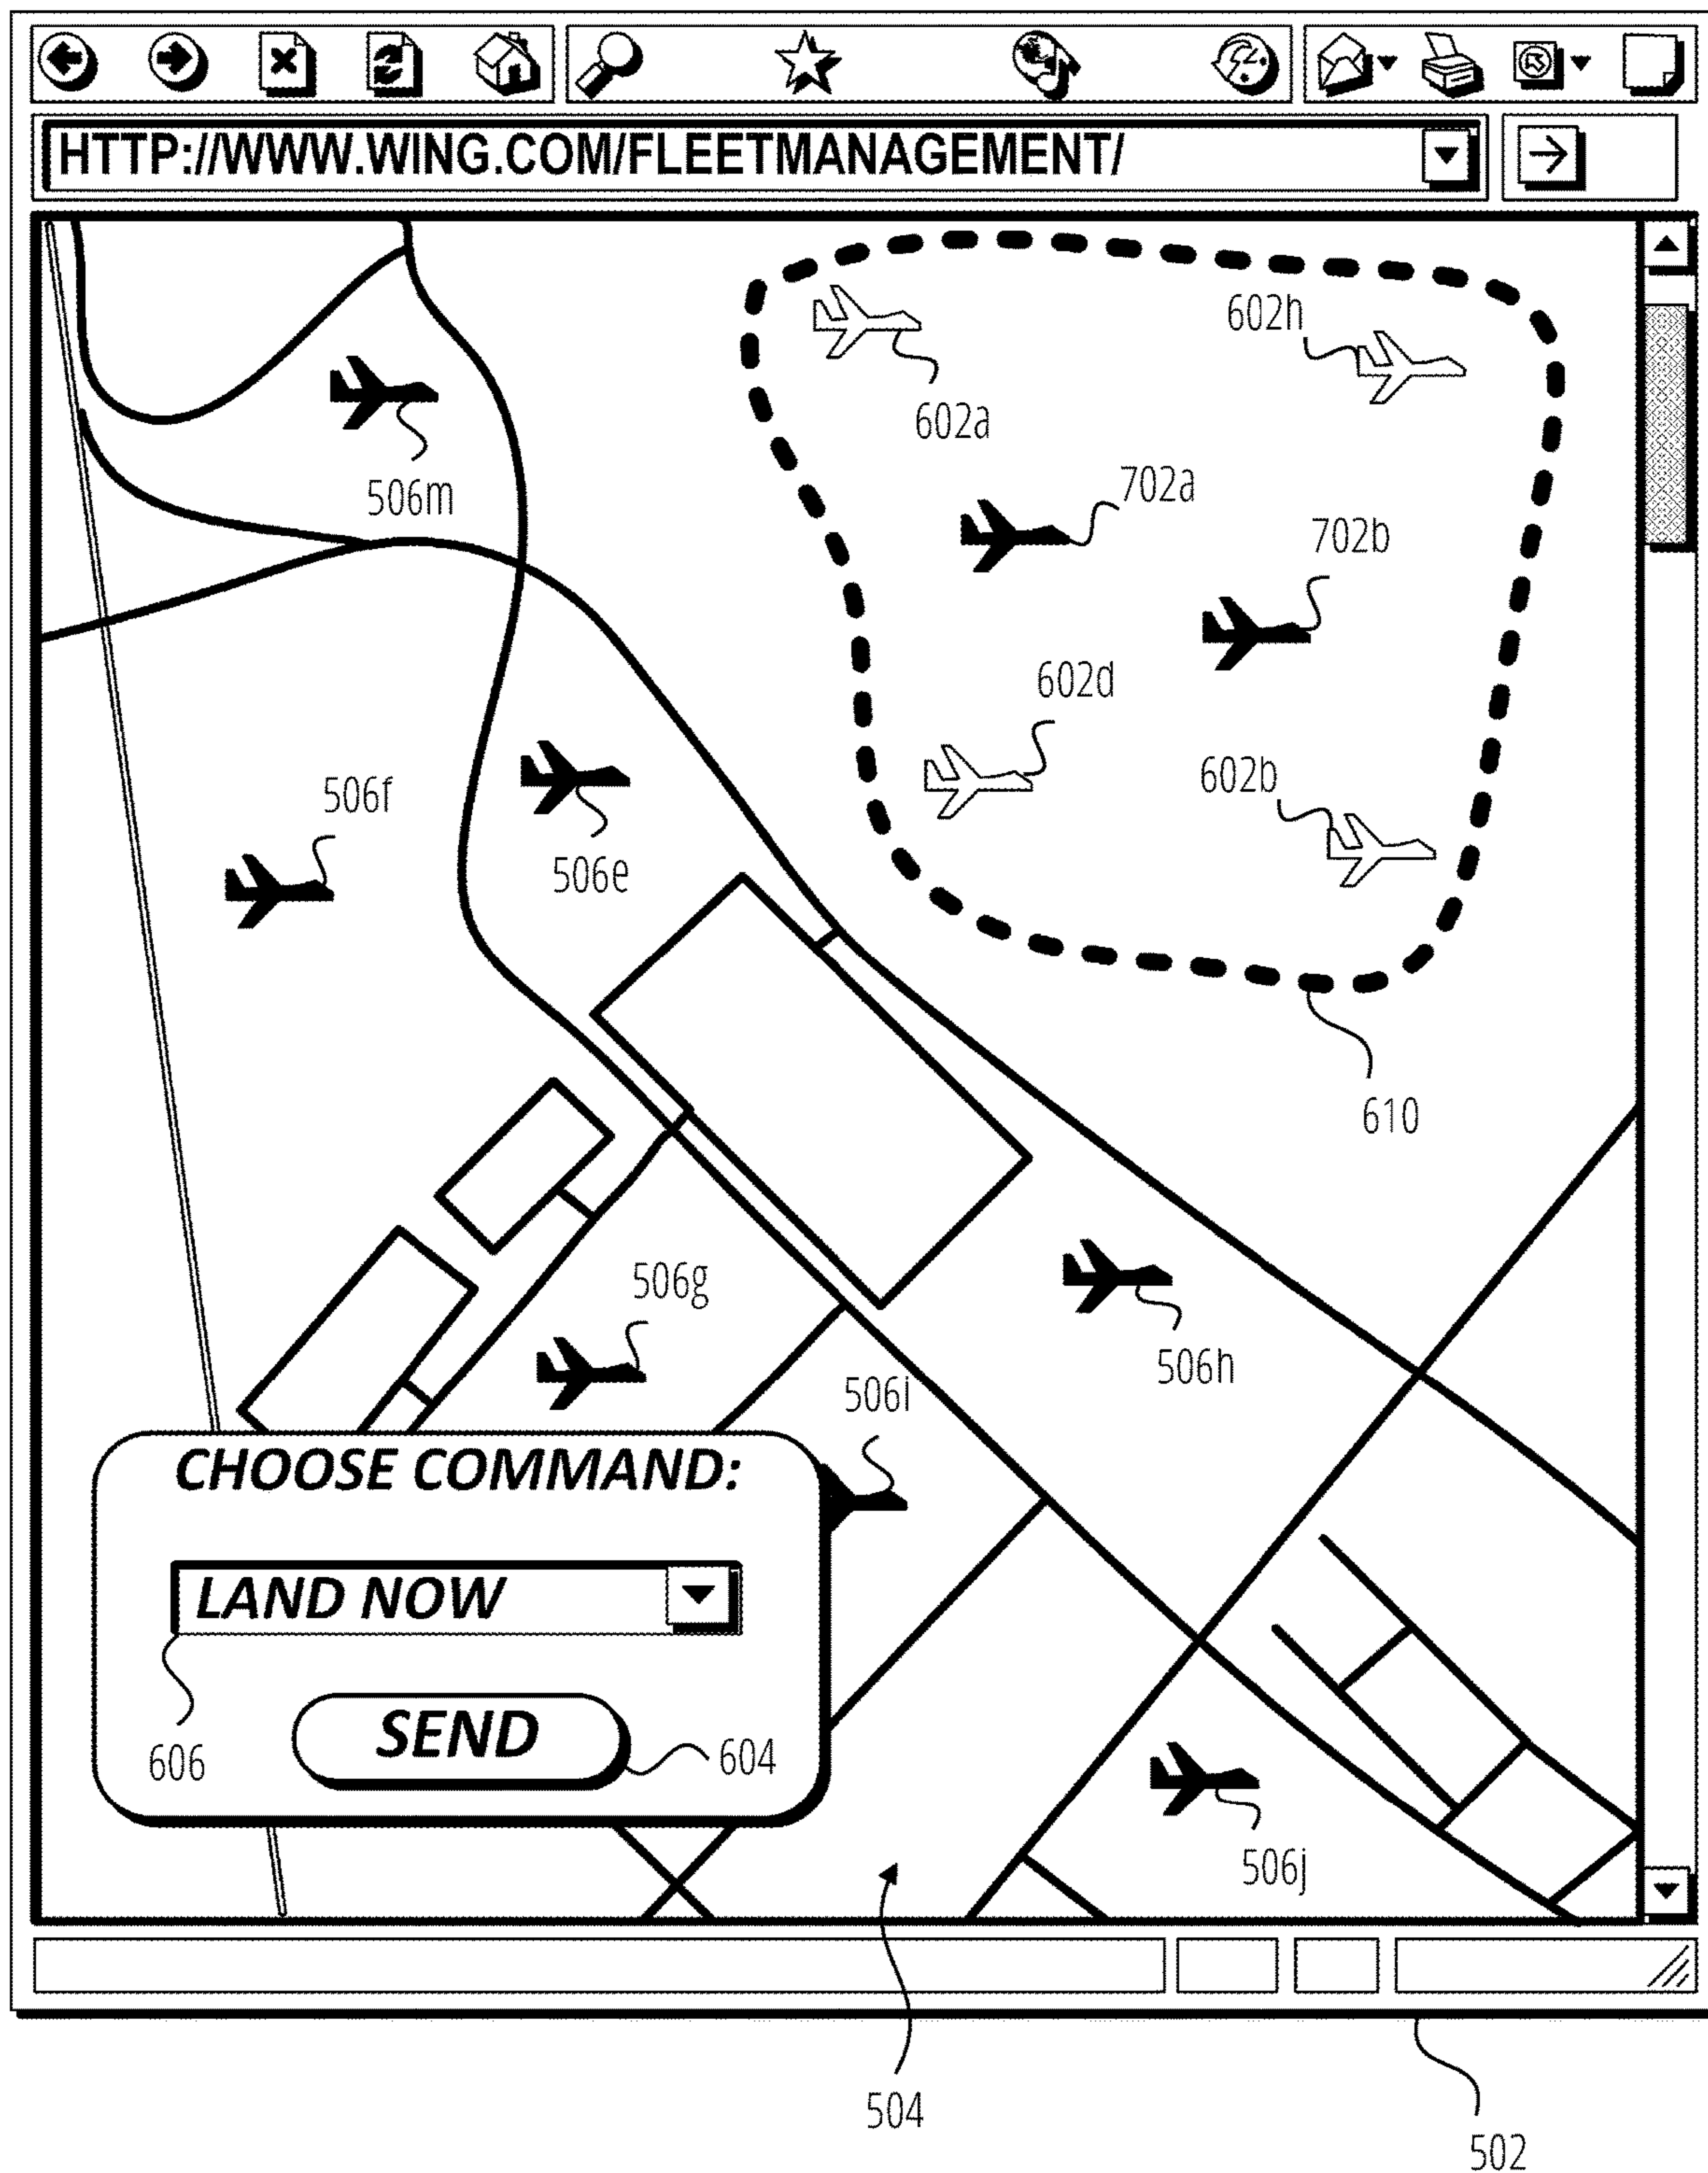 HTTP://WWW.WING.COM/FLEETMANAGEMENT/
602h
602a
506m
702a
702b
602d
602b
506f
506e
610
506g
506h
506i
CHOOSE COMMAND:
LAND NOW
SEND
606
604
506j
504
502